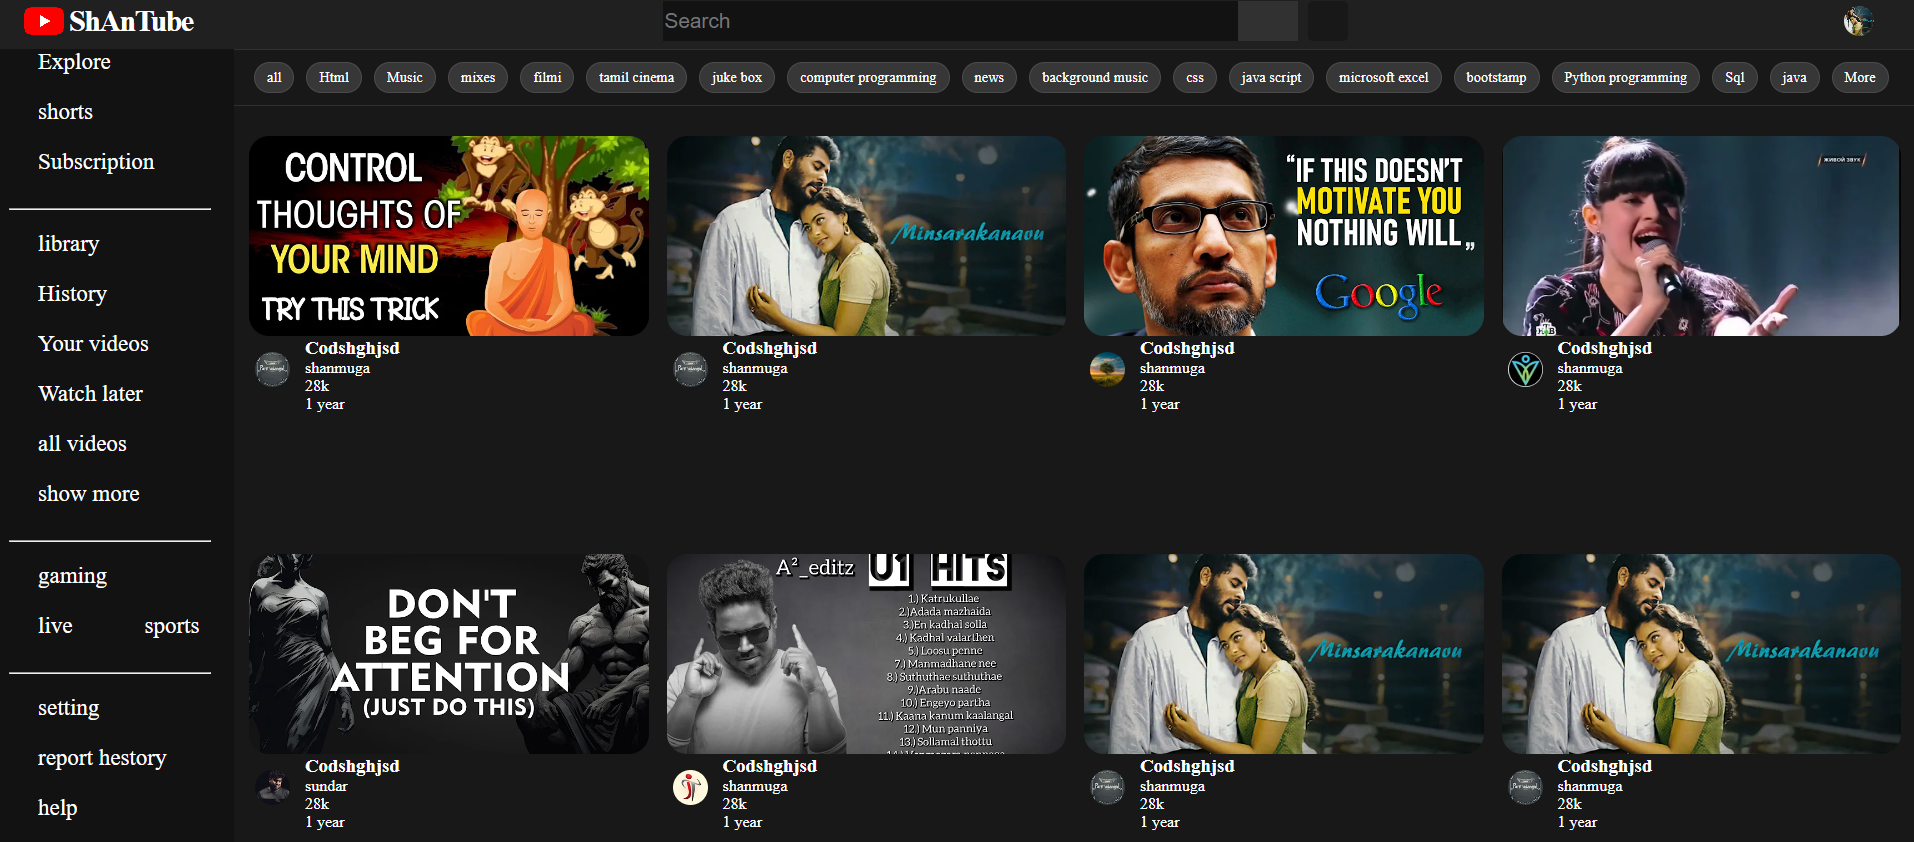 ShAnTube
Search
Explore
shorts
Subscription
library
History
Your videos
Watch later
all videos
show more
gaming
live sports
setting
report hestory
help
all Html Music mixes filmi tamil cinema juke box computer programming news background music css java script microsoft excel bootstamp Python programming Sql java More
CONTROL
THOUGHTS OF
YOUR MIND
TRY THIS TRICK
Codshghjsd
shanmuga
28k
1 year
Minsarakanavu
Codshghjsd
shanmuga
28k
1 year
“IF THIS DOESN'T
MOTIVATE YOU
NOTHING WILL„
Google
Codshghjsd
shanmuga
28k
1 year
ЖИВОЙ ЗВУК
НТВ
Codshghjsd
shanmuga
28k
1 year
DON'T
BEG FOR
ATTENTION
(JUST DO THIS)
Codshghjsd
sundar
28k
1 year
A²_editz U1 HITS
1.) Katrukullae
2.)Adada mazhaida
3.)En kadhal solla
4.) Kadhal valarthen
5.) Loosu penne
7.) Manmadhane nee
8.) Suthuthae suthuthae
9.)Arabu naade
10.) Engeyo partha
11.) Kaana kanum kaalangal
12.) Mun panniya
13.) Sollamal thottu
Codshghjsd
shanmuga
28k
1 year
Minsarakanavu
Codshghjsd
shanmuga
28k
1 year
Minsarakanavu
Codshghjsd
shanmuga
28k
1 year